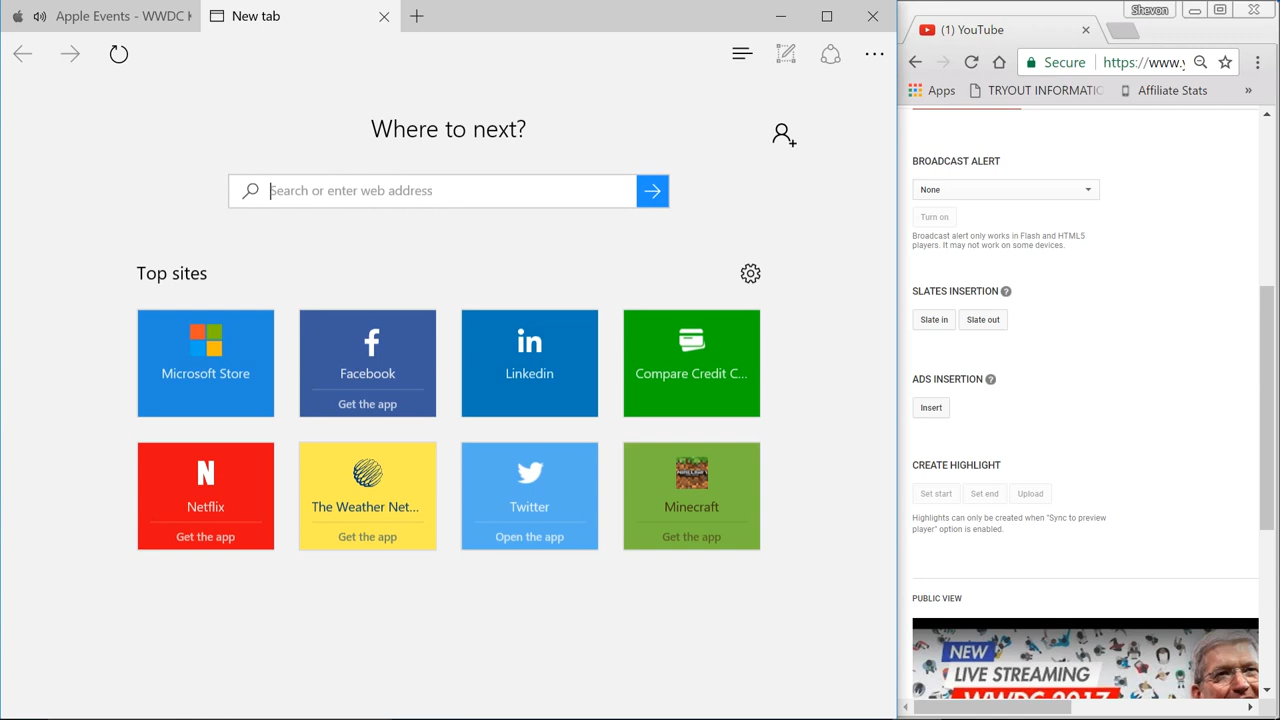 Apple Events - WWDC
New tab
Where to next?
Search or enter web address
Top sites
Microsoft Store
Facebook
Get the app
Linkedin
Compare Credit C...
N
Netflix
Get the app
The Weather Net...
Get the app
Twitter
Open the app
Minecraft
Get the app
Shevon
(1) YouTube
Secure
https://www.y
Apps
TRYOUT INFORMATIO
Affiliate Stats
»
BROADCAST ALERT
None
Turn on
Broadcast alert only works in Flash and HTML5
players. It may not work on some devices.
SLATES INSERTION ?
Slate in
Slate out
ADS INSERTION ?
Insert
CREATE HIGHLIGHT
Set start
Set end
Upload
Highlights can only be created when "Sync to preview
player" option is enabled.
PUBLIC VIEW
NEW
LIVE STREAMING
WWDC 2017